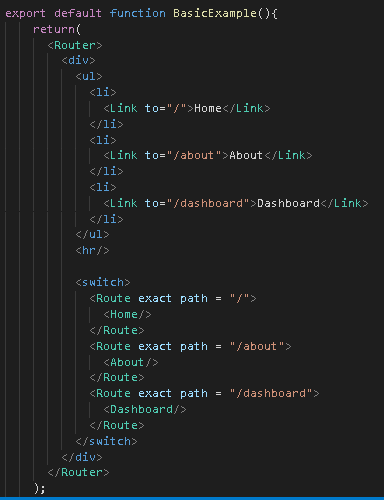 export default function BasicExample(){
return(
<Router>
<div>
<ul>
<li>
<Link to="/">Home</Link>
</li>
<li>
<Link to="/about">About</Link>
</li>
<li>
<Link to="/dashboard">Dashboard</Link>
</li>
</ul>
<hr/>
<switch>
<Route exact path = "/">
<Home/>
</Route>
<Route exact path = "/about">
<About/>
</Route>
<Route exact path = "/dashboard">
<Dashboard/>
</Route>
</switch>
</div>
</Router>
);